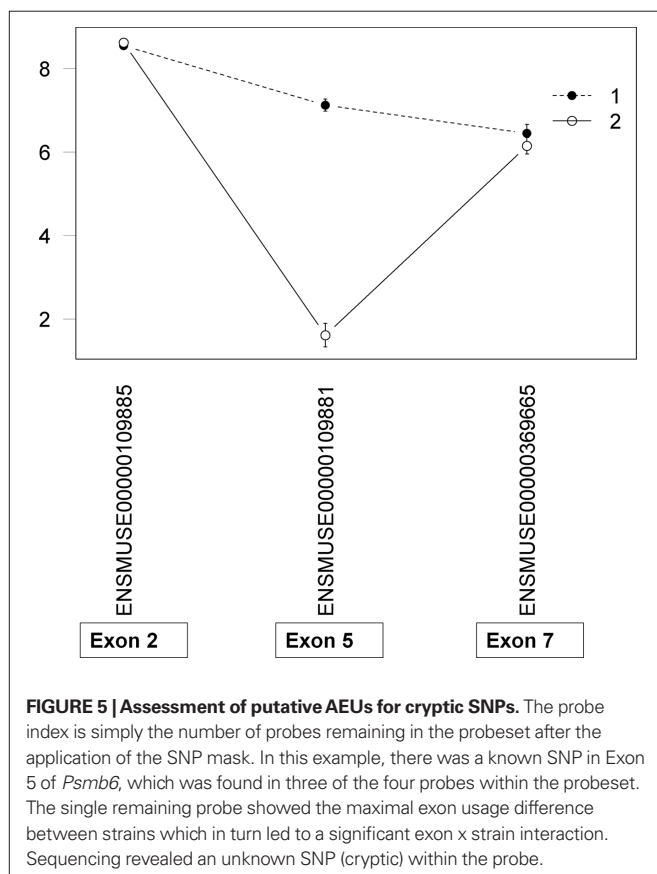 8
6
4
2
1
2
ENSMUSE00000109885
ENSMUSE00000109881
ENSMUSE00000369665
Exon 2
Exon 5
Exon 7
FIGURE 5 | Assessment of putative AEUs for cryptic SNPs. The probe
index is simply the number of probes remaining in the probeset after the
application of the SNP mask. In this example, there was a known SNP in Exon
5 of Psmb6, which was found in three of the four probes within the probeset.
The single remaining probe showed the maximal exon usage difference
between strains which in turn led to a significant exon x strain interaction.
Sequencing revealed an unknown SNP (cryptic) within the probe.